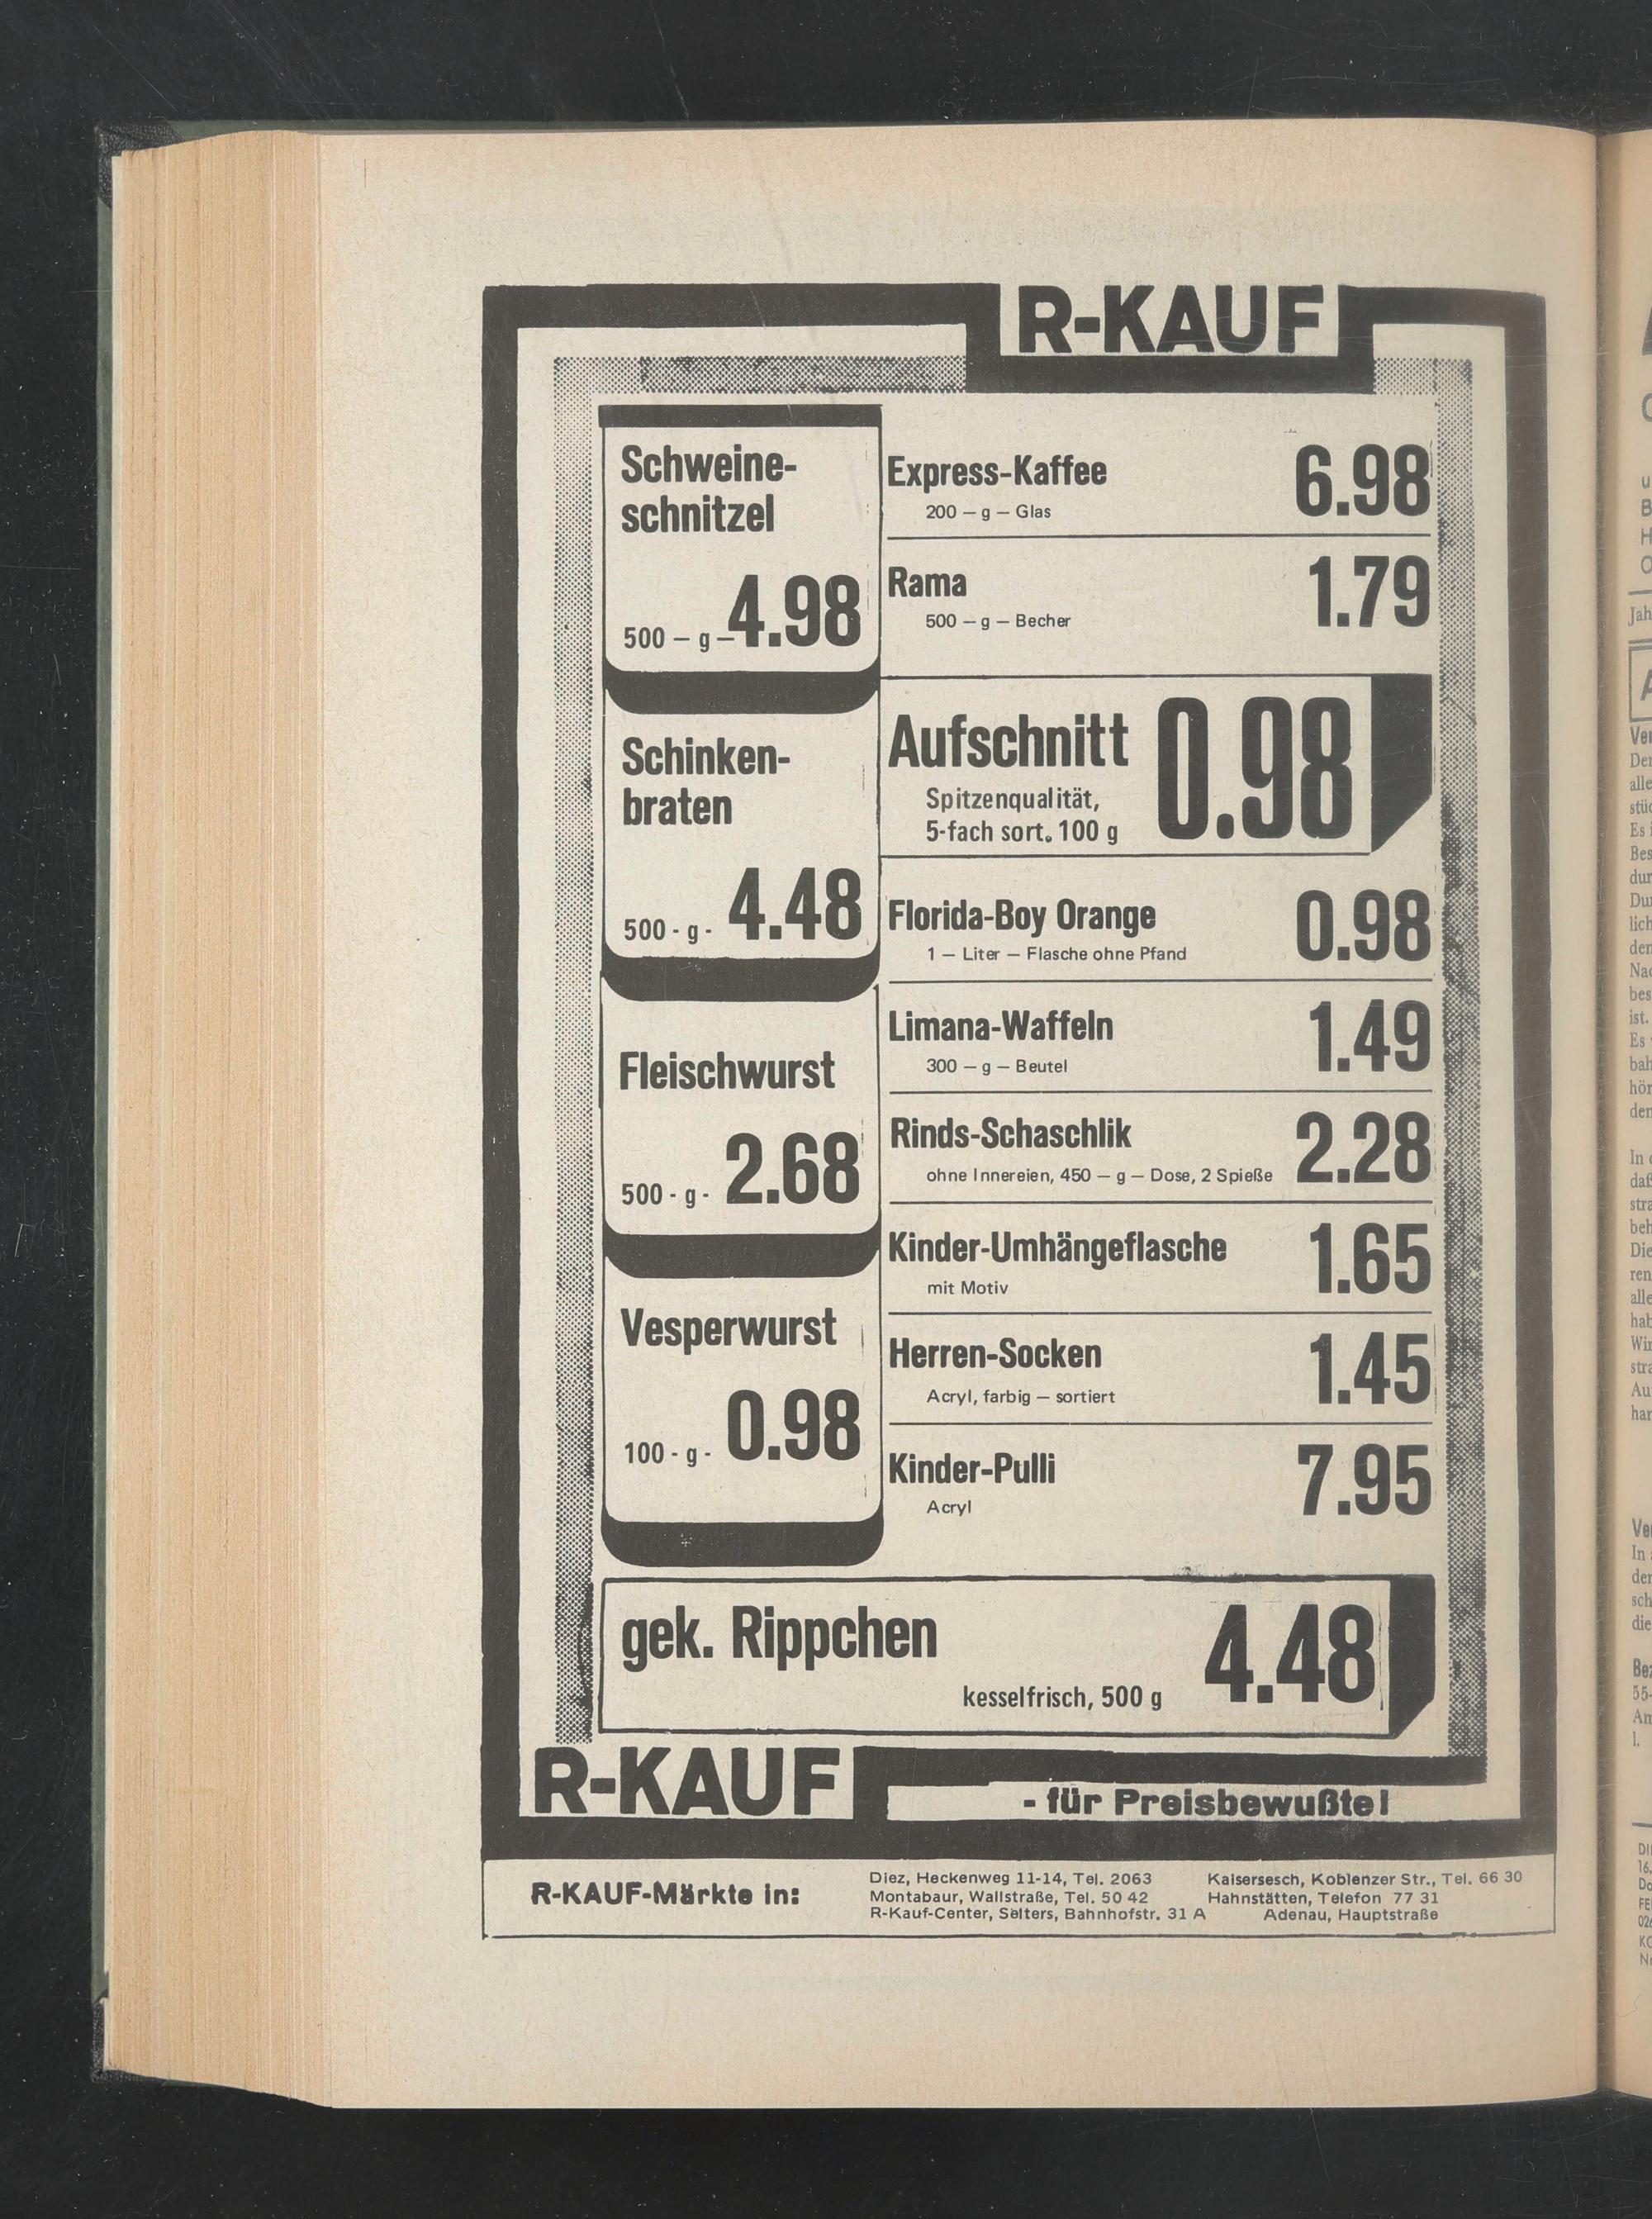 R-KAUF
Schweine-
schnitzel
500 – g – 4.98
Schinken-
braten
500 - g - 4.48
Fleischwurst
500 - g - 2.68
Vesperwurst
100 - g - 0.98
Express-Kaffee 6.98
200 – g – Glas
Rama 1.79
500 – g – Becher
Aufschnitt 0.98
Spitzenqualität,
5-fach sort. 100 g
Florida-Boy Orange 0.98
1 – Liter – Flasche ohne Pfand
Limana-Waffeln 1.49
300 – g – Beutel
Rinds-Schaschlik 2.28
ohne Innereien, 450 – g – Dose, 2 Spieße
Kinder-Umhängeflasche 1.65
mit Motiv
Herren-Socken 1.45
Acryl, farbig – sortiert
Kinder-Pulli 7.95
Acryl
gek. Rippchen 4.48
kesselfrisch, 500 g
R-KAUF
- für Preisbewußte!
R-KAUF-Märkte in:
Diez, Heckenweg 11-14, Tel. 2063
Montabaur, Wallstraße, Tel. 50 42
R-Kauf-Center, Selters, Bahnhofstr. 31 A
Kaisersesch, Koblenzer Str., Tel. 66 30
Hahnstätten, Telefon 77 31
Adenau, Hauptstraße